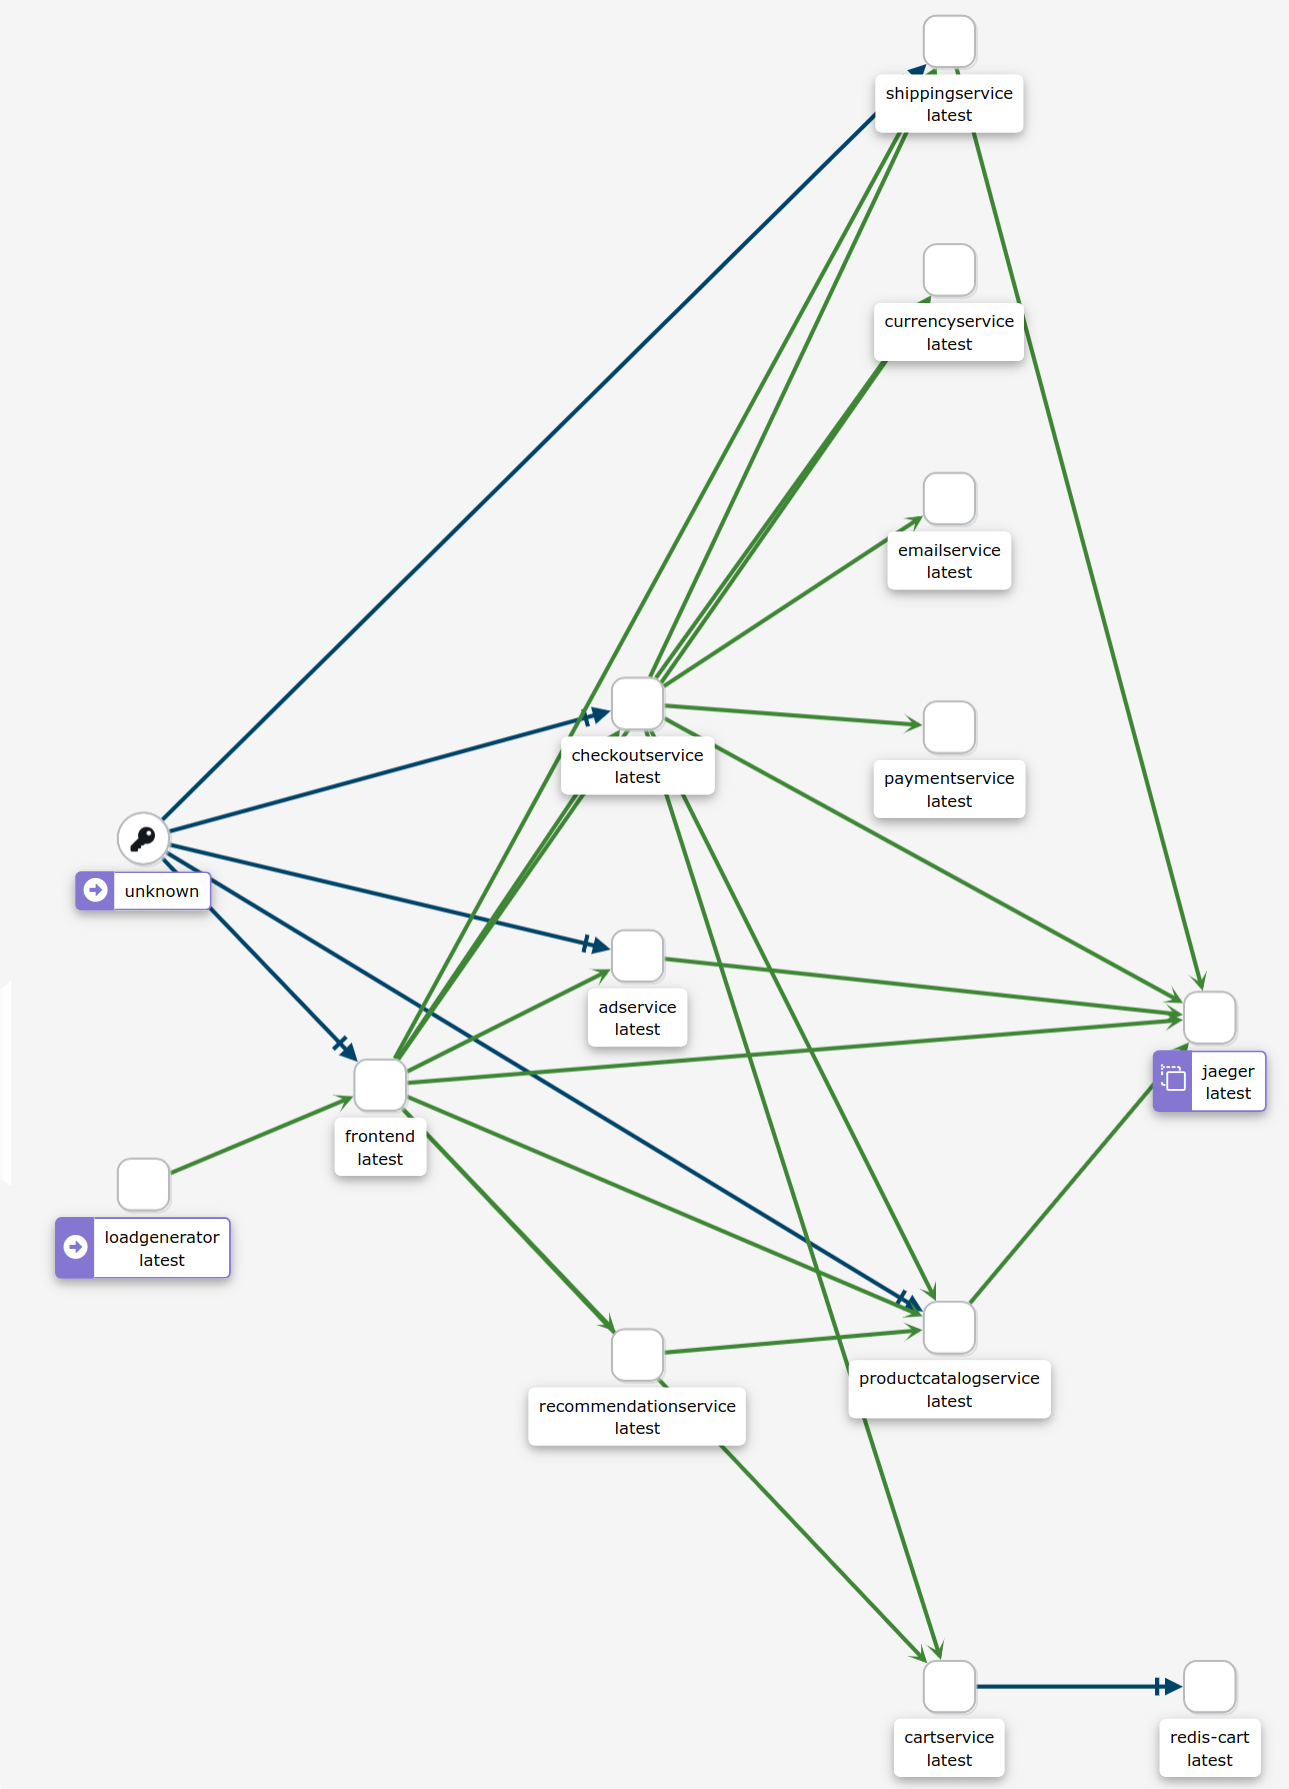 shippingservice
latest
currencyservice
latest
emailservice
latest
checkoutservice
latest
paymentservice
latest
unknown
adservice
latest
jaeger
latest
frontend
latest
loadgenerator
latest
productcatalogservice
latest
recommendationservice
latest
cartservice
latest
redis-cart
latest